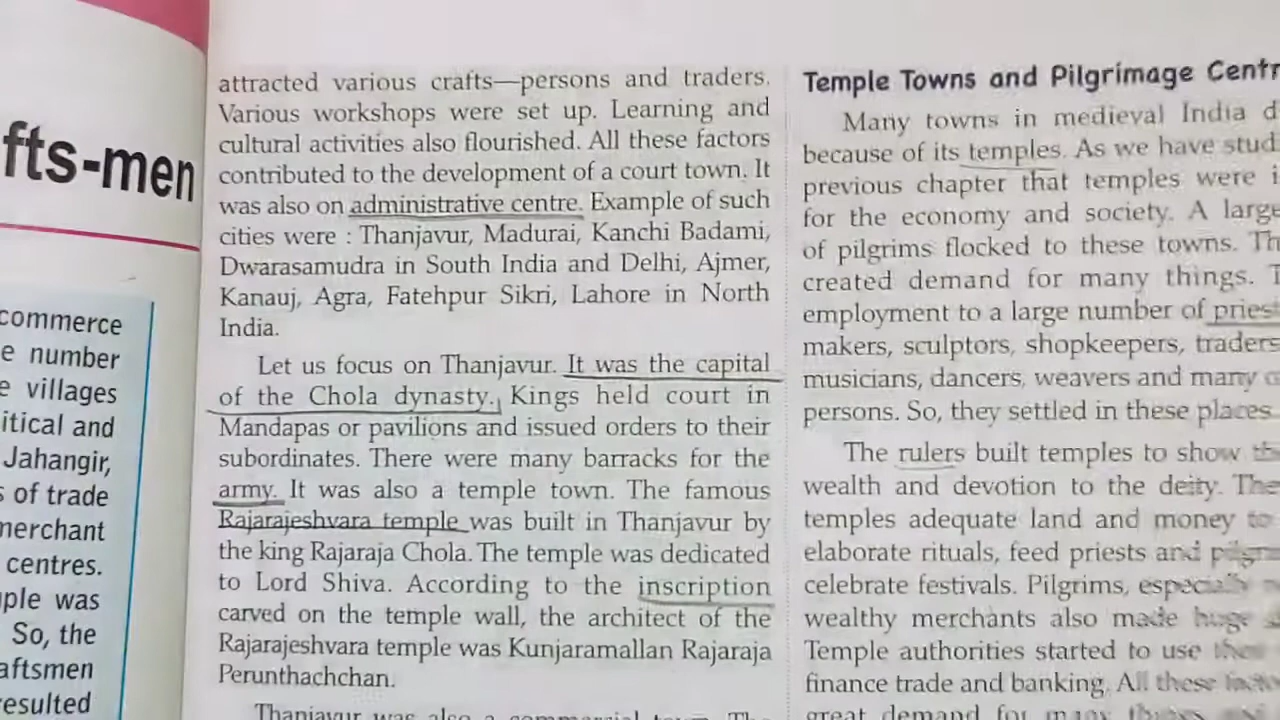 fts-men
commerce
e number
e villages
itical and
Jahangir,
s of trade
merchant
centres.
ple was
So, the
aftsmen
esulted
attracted various crafts—persons and traders.
Various workshops were set up. Learning and
cultural activities also flourished. All these factors
contributed to the development of a court town. It
was also on administrative centre. Example of such
cities were : Thanjavur, Madurai, Kanchi Badami,
Dwarasamudra in South India and Delhi, Ajmer,
Kanauj, Agra, Fatehpur Sikri, Lahore in North
India.
Let us focus on Thanjavur. It was the capital
of the Chola dynasty. Kings held court in
Mandapas or pavilions and issued orders to their
subordinates. There were many barracks for the
army. It was also a temple town. The famous
Rajarajeshvara temple was built in Thanjavur by
the king Rajaraja Chola. The temple was dedicated
to Lord Shiva. According to the inscription
carved on the temple wall, the architect of the
Rajarajeshvara temple was Kunjaramallan Rajaraja
Perunthachchan.
Thanjavur was also a commercial town. The
Temple Towns and Pilgrimage Centr
Many towns in medieval India d
because of its temples. As we have stud
previous chapter that temples were i
for the economy and society. A large
of pilgrims flocked to these towns. Th
created demand for many things. T
employment to a large number of priest
makers, sculptors, shopkeepers, traders
musicians, dancers, weavers and many
persons. So, they settled in these places.
The rulers built temples to show
wealth and devotion to the deity. The
temples adequate land and money to
elaborate rituals, feed priests and
celebrate festivals. Pilgrims, especially
wealthy merchants also made huge
Temple authorities started to use
finance trade and banking. All these
great demand for many things and